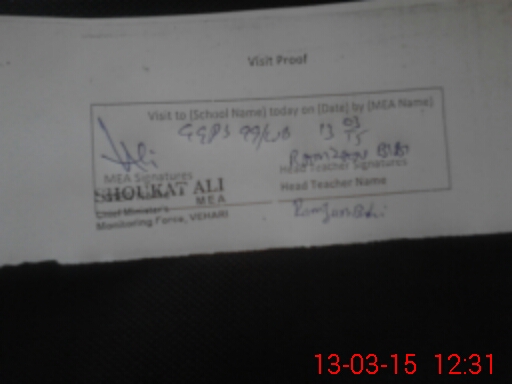 Visit Proof
Visit to (School Name) today on (Date) by (MEA Name)
GGPS 99/WB 13 03 15
Ali
MEA Signatures
Head Teacher Signatures
SHOUKAT ALI
MEA
Head Teacher Name
Chief Minister's
Monitoring Force, VEHARI
13-03-15 12:31